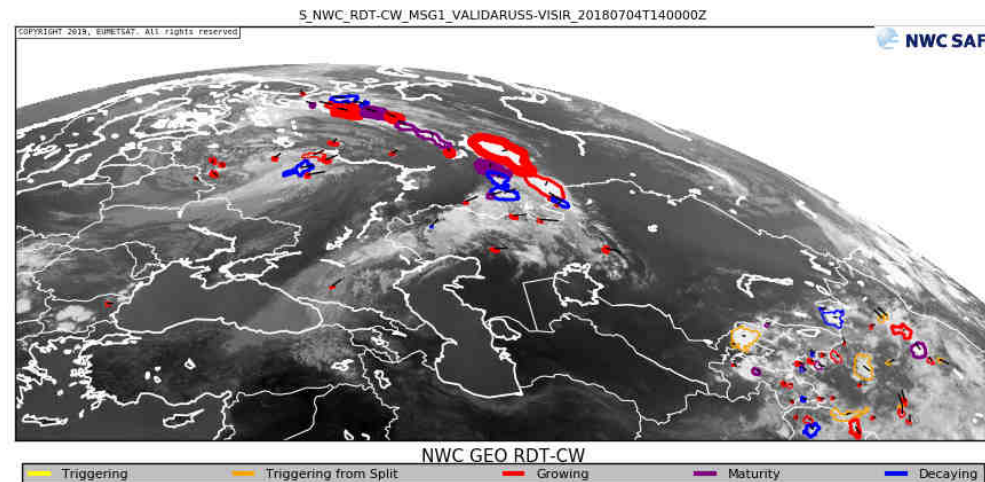 S_NWC_RDT-CW_MSG1_VALIDARUSS-VISIR_20180704T140000Z
COPYRIGHT 2019, EUMETSAT. All rights reserved
NWC SAF
NWC GEO RDT-CW
Triggering Triggering from Split Growing Maturity Decaying